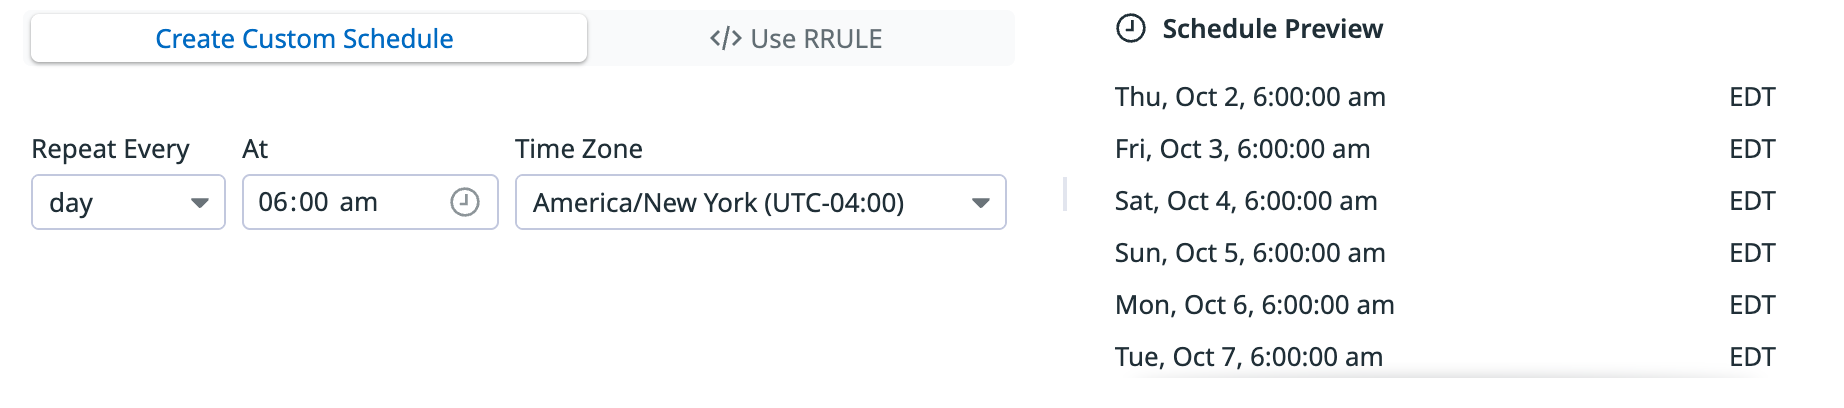 Create Custom Schedule
</> Use RRULE
Repeat Every
At
Time Zone
day
06:00 am
America/New York (UTC-04:00)
Schedule Preview
Thu, Oct 2, 6:00:00 am EDT
Fri, Oct 3, 6:00:00 am EDT
Sat, Oct 4, 6:00:00 am EDT
Sun, Oct 5, 6:00:00 am EDT
Mon, Oct 6, 6:00:00 am EDT
Tue, Oct 7, 6:00:00 am EDT